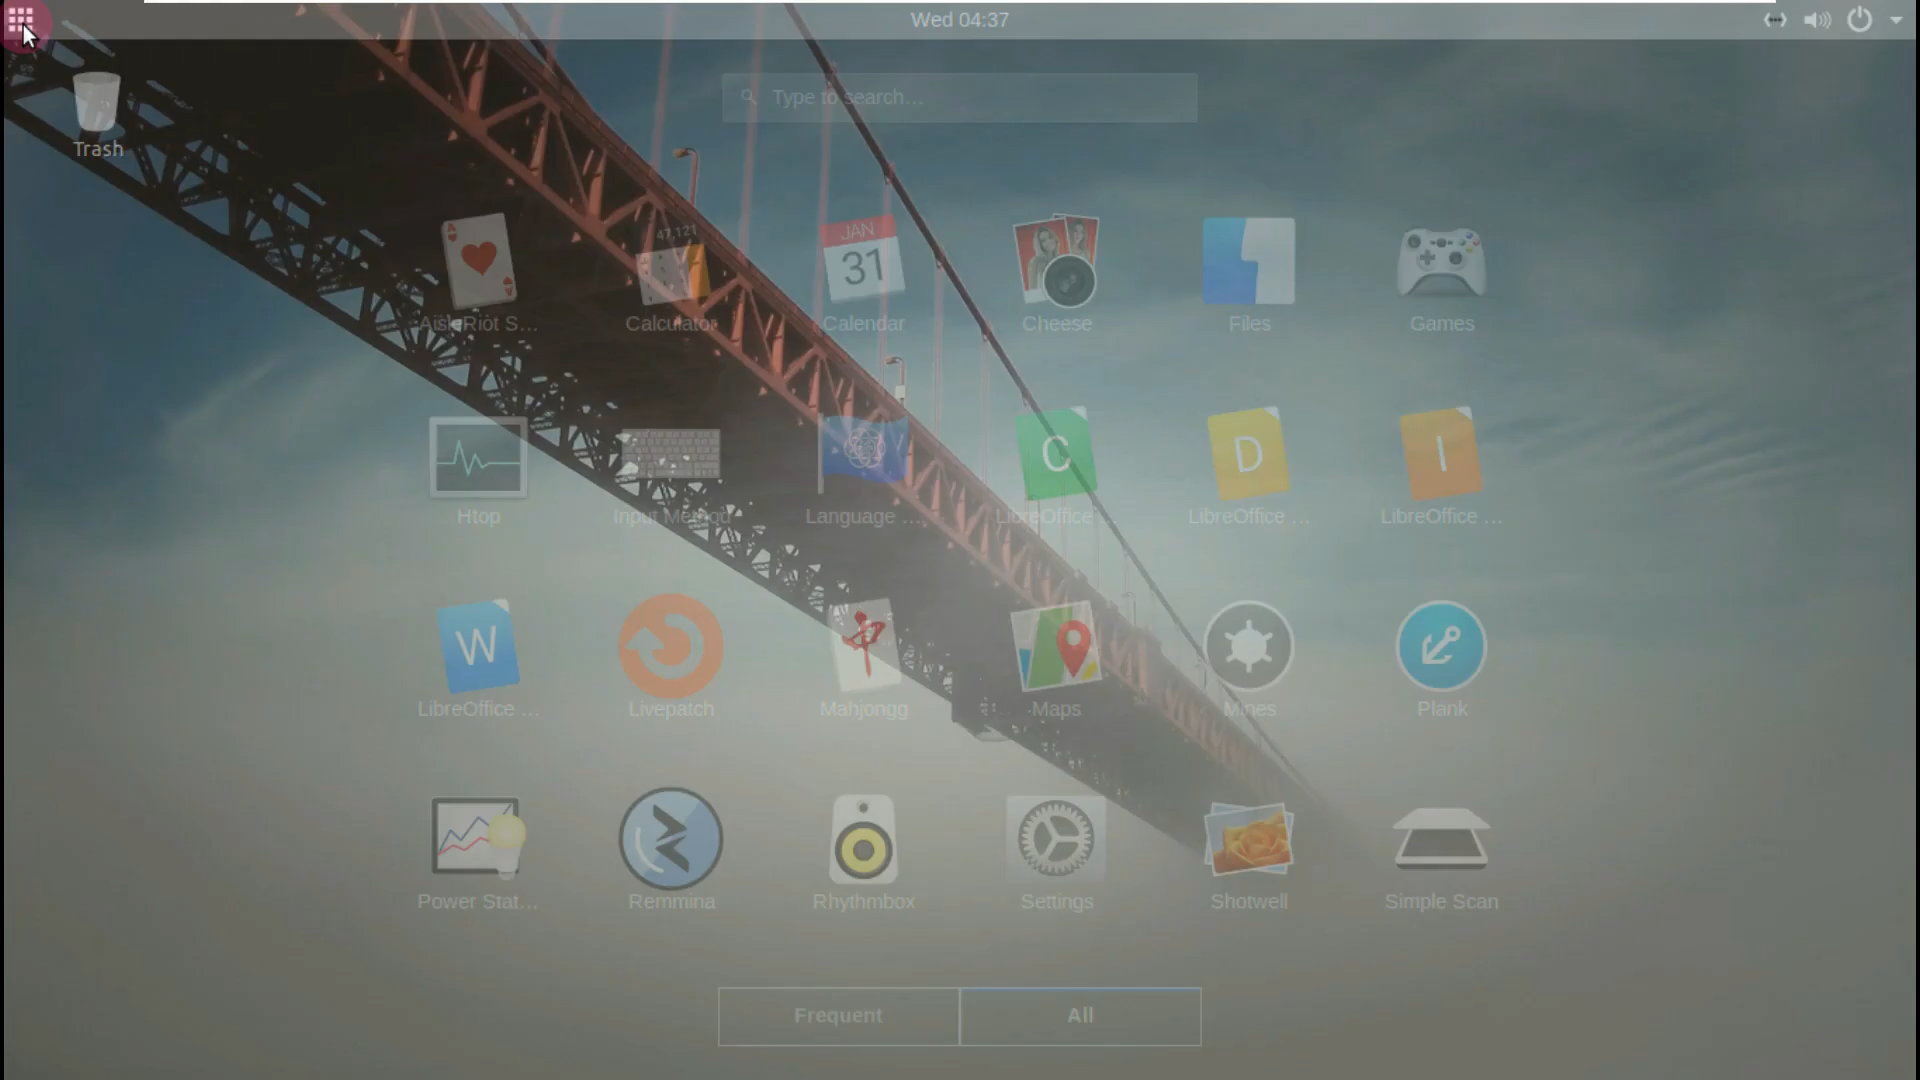 Wed 04:37
Trash
Type to search...
AisleRiot S...
47,121
Calculator
JAN
31
Calendar
Cheese
Files
Games
Htop
Input Method
Language ...
C
LibreOffice
D
LibreOffice ...
I
LibreOffice ...
W
LibreOffice ...
Livepatch
Mahjongg
Maps
Mines
Plank
Power Stat...
Remmina
Rhythmbox
Settings
Shotwell
Simple Scan
Frequent
All